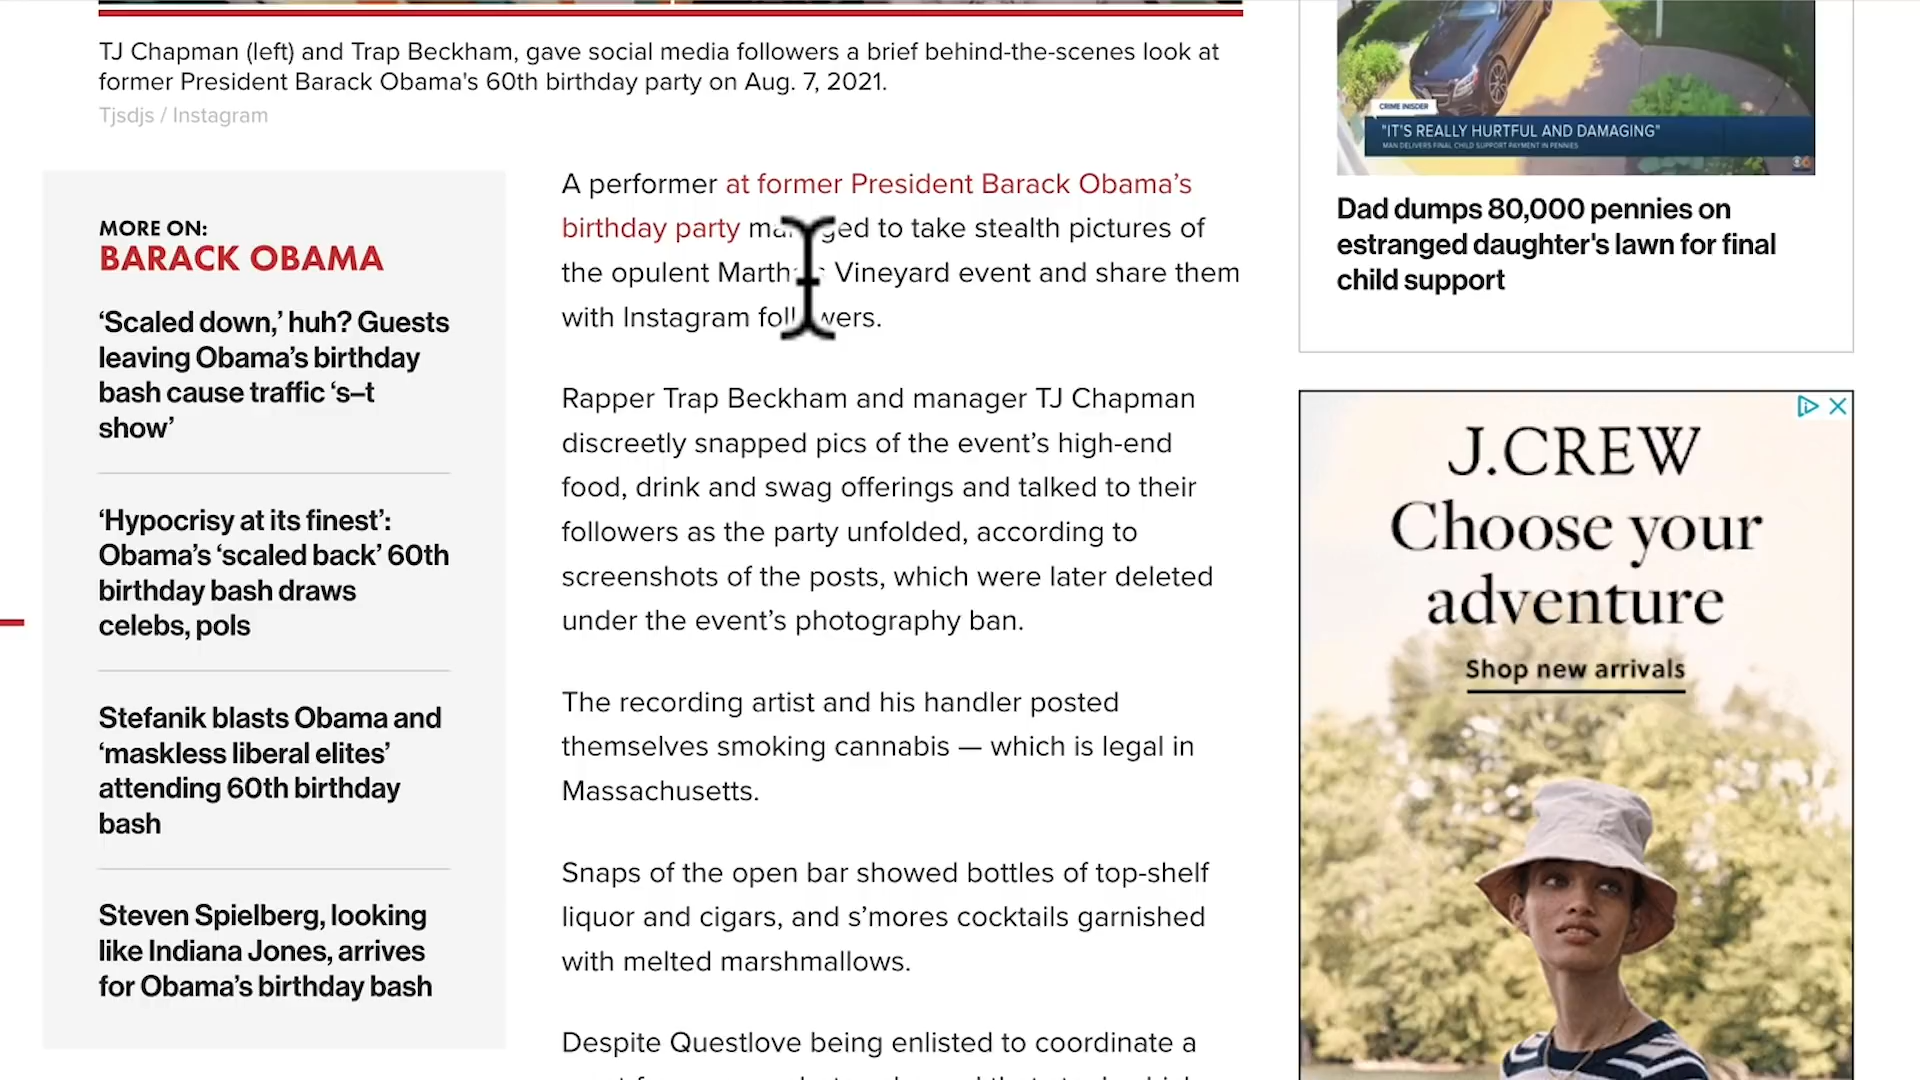 TJ Chapman (left) and Trap Beckham, gave social media followers a brief behind-the-scenes look at
former President Barack Obama's 60th birthday party on Aug. 7, 2021.
Tjsdjs / Instagram
MORE ON:
BARACK OBAMA
‘Scaled down,’ huh? Guests
leaving Obama’s birthday
bash cause traffic ‘s–t
show’
‘Hypocrisy at its finest’:
Obama’s ‘scaled back’ 60th
birthday bash draws
celebs, pols
Stefanik blasts Obama and
‘maskless liberal elites’
attending 60th birthday
bash
Steven Spielberg, looking
like Indiana Jones, arrives
for Obama’s birthday bash
A performer at former President Barack Obama’s
birthday party managed to take stealth pictures of
the opulent Martha’s Vineyard event and share them
with Instagram followers.
Rapper Trap Beckham and manager TJ Chapman
discreetly snapped pics of the event’s high-end
food, drink and swag offerings and talked to their
followers as the party unfolded, according to
screenshots of the posts, which were later deleted
under the event’s photography ban.
The recording artist and his handler posted
themselves smoking cannabis — which is legal in
Massachusetts.
Snaps of the open bar showed bottles of top-shelf
liquor and cigars, and s’mores cocktails garnished
with melted marshmallows.
Despite Questlove being enlisted to coordinate a
CRIME INSIDER
"IT'S REALLY HURTFUL AND DAMAGING"
MAN DELIVERS FINAL CHILD SUPPORT PAYMENT IN PENNIES
Dad dumps 80,000 pennies on
estranged daughter's lawn for final
child support
J.CREW
Choose your
adventure
Shop new arrivals